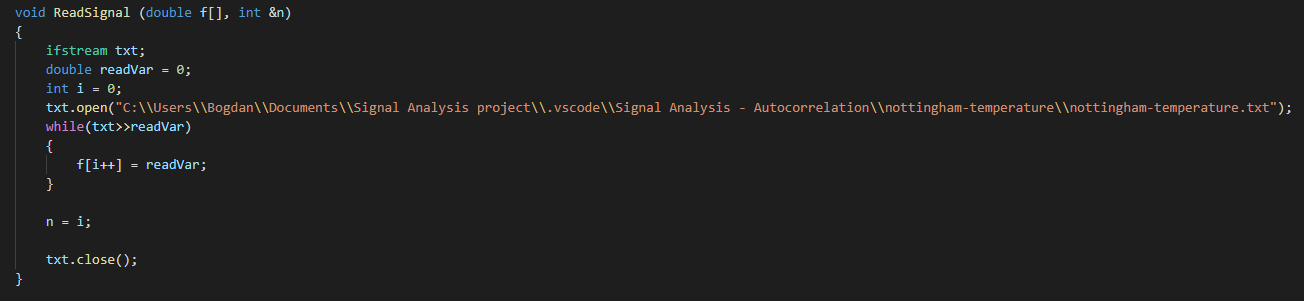 void ReadSignal (double f[], int &n)
{
    ifstream txt;
    double readVar = 0;
    int i = 0;
    txt.open("C:\\Users\\Bogdan\\Documents\\Signal Analysis project\\.vscode\\Signal Analysis - Autocorrelation\\nottingham-temperature\\nottingham-temperature.txt");
    while(txt>>readVar)
    {
        f[i++] = readVar;
    }
    n = i;
    txt.close();
}